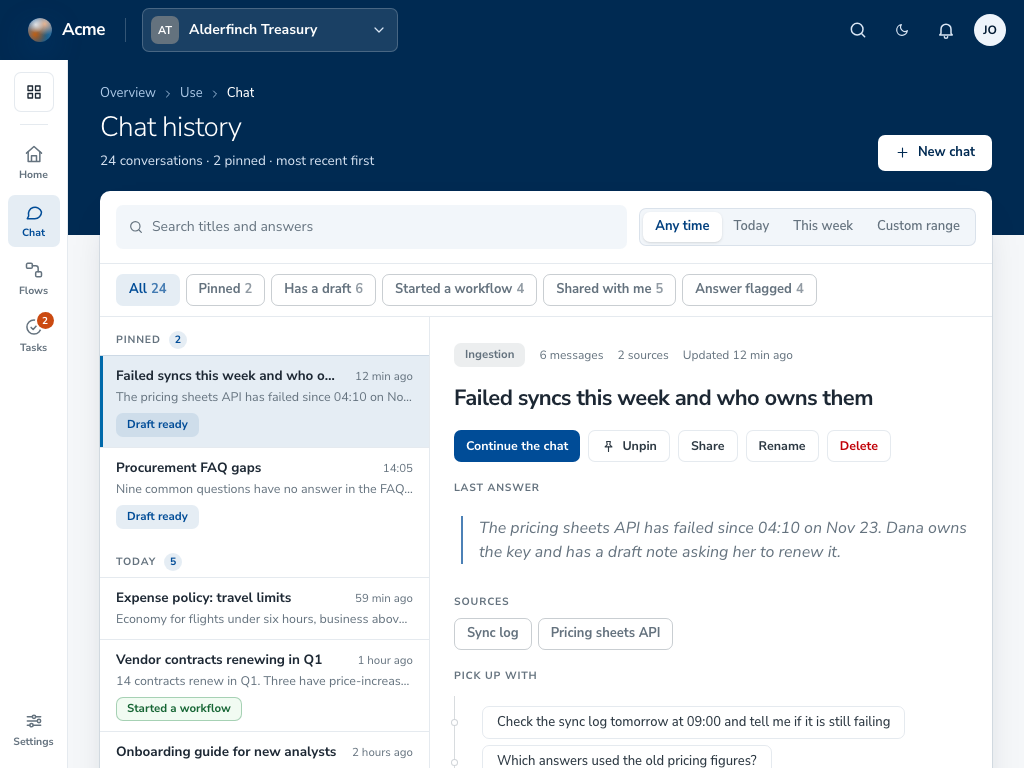 Acme
AT Alderfinch Treasury
JO
Overview > Use > Chat
Chat history
24 conversations · 2 pinned · most recent first
New chat
Home
Chat
Flows
2
Tasks
Settings
Search titles and answers
Any time Today This week Custom range
All 24 Pinned 2 Has a draft 6 Started a workflow 4 Shared with me 5 Answer flagged 4
PINNED 2
Failed syncs this week and who o... 12 min ago
The pricing sheets API has failed since 04:10 on No...
Draft ready
Procurement FAQ gaps 14:05
Nine common questions have no answer in the FAQ...
Draft ready
TODAY 5
Expense policy: travel limits 59 min ago
Economy for flights under six hours, business abov...
Vendor contracts renewing in Q1 1 hour ago
14 contracts renew in Q1. Three have price-increas...
Started a workflow
Onboarding guide for new analysts 2 hours ago
Ingestion 6 messages 2 sources Updated 12 min ago
Failed syncs this week and who owns them
Continue the chat Unpin Share Rename Delete
LAST ANSWER
The pricing sheets API has failed since 04:10 on Nov 23. Dana owns
the key and has a draft note asking her to renew it.
SOURCES
Sync log Pricing sheets API
PICK UP WITH
Check the sync log tomorrow at 09:00 and tell me if it is still failing
Which answers used the old pricing figures?